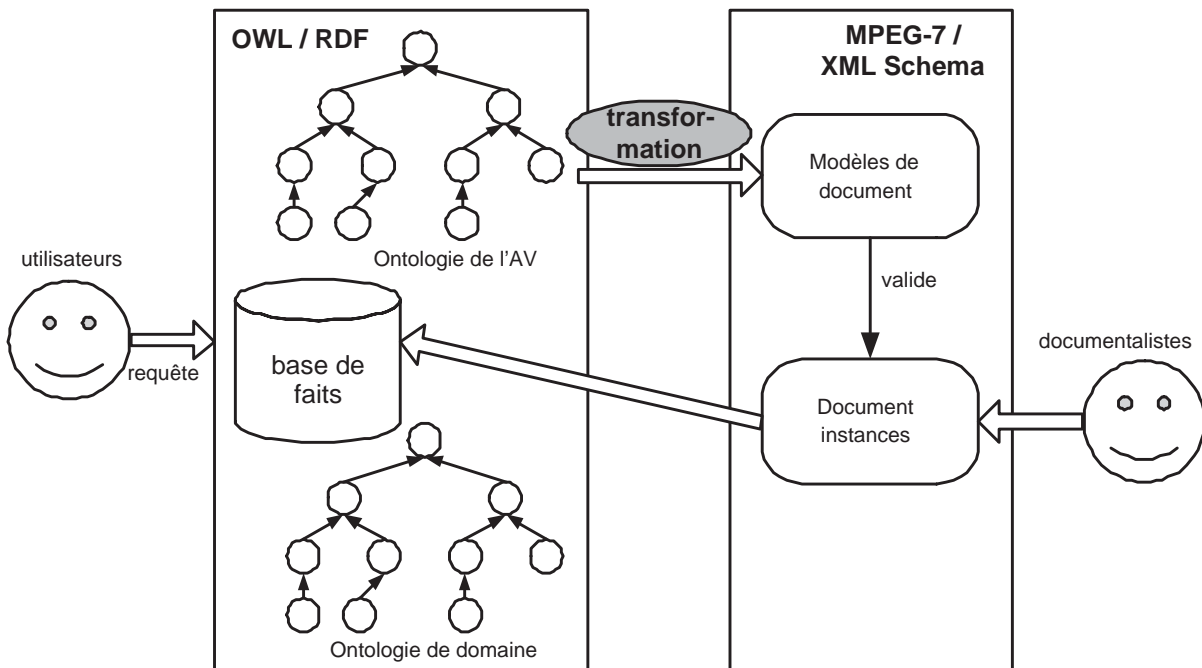 OWL / RDF
MPEG-7 /
XML Schema
transfor-
mation
Modèles de
document
Ontologie de l'AV
utilisateurs
valide
requête
base de
faits
documentalistes
Document
instances
Ontologie de domaine